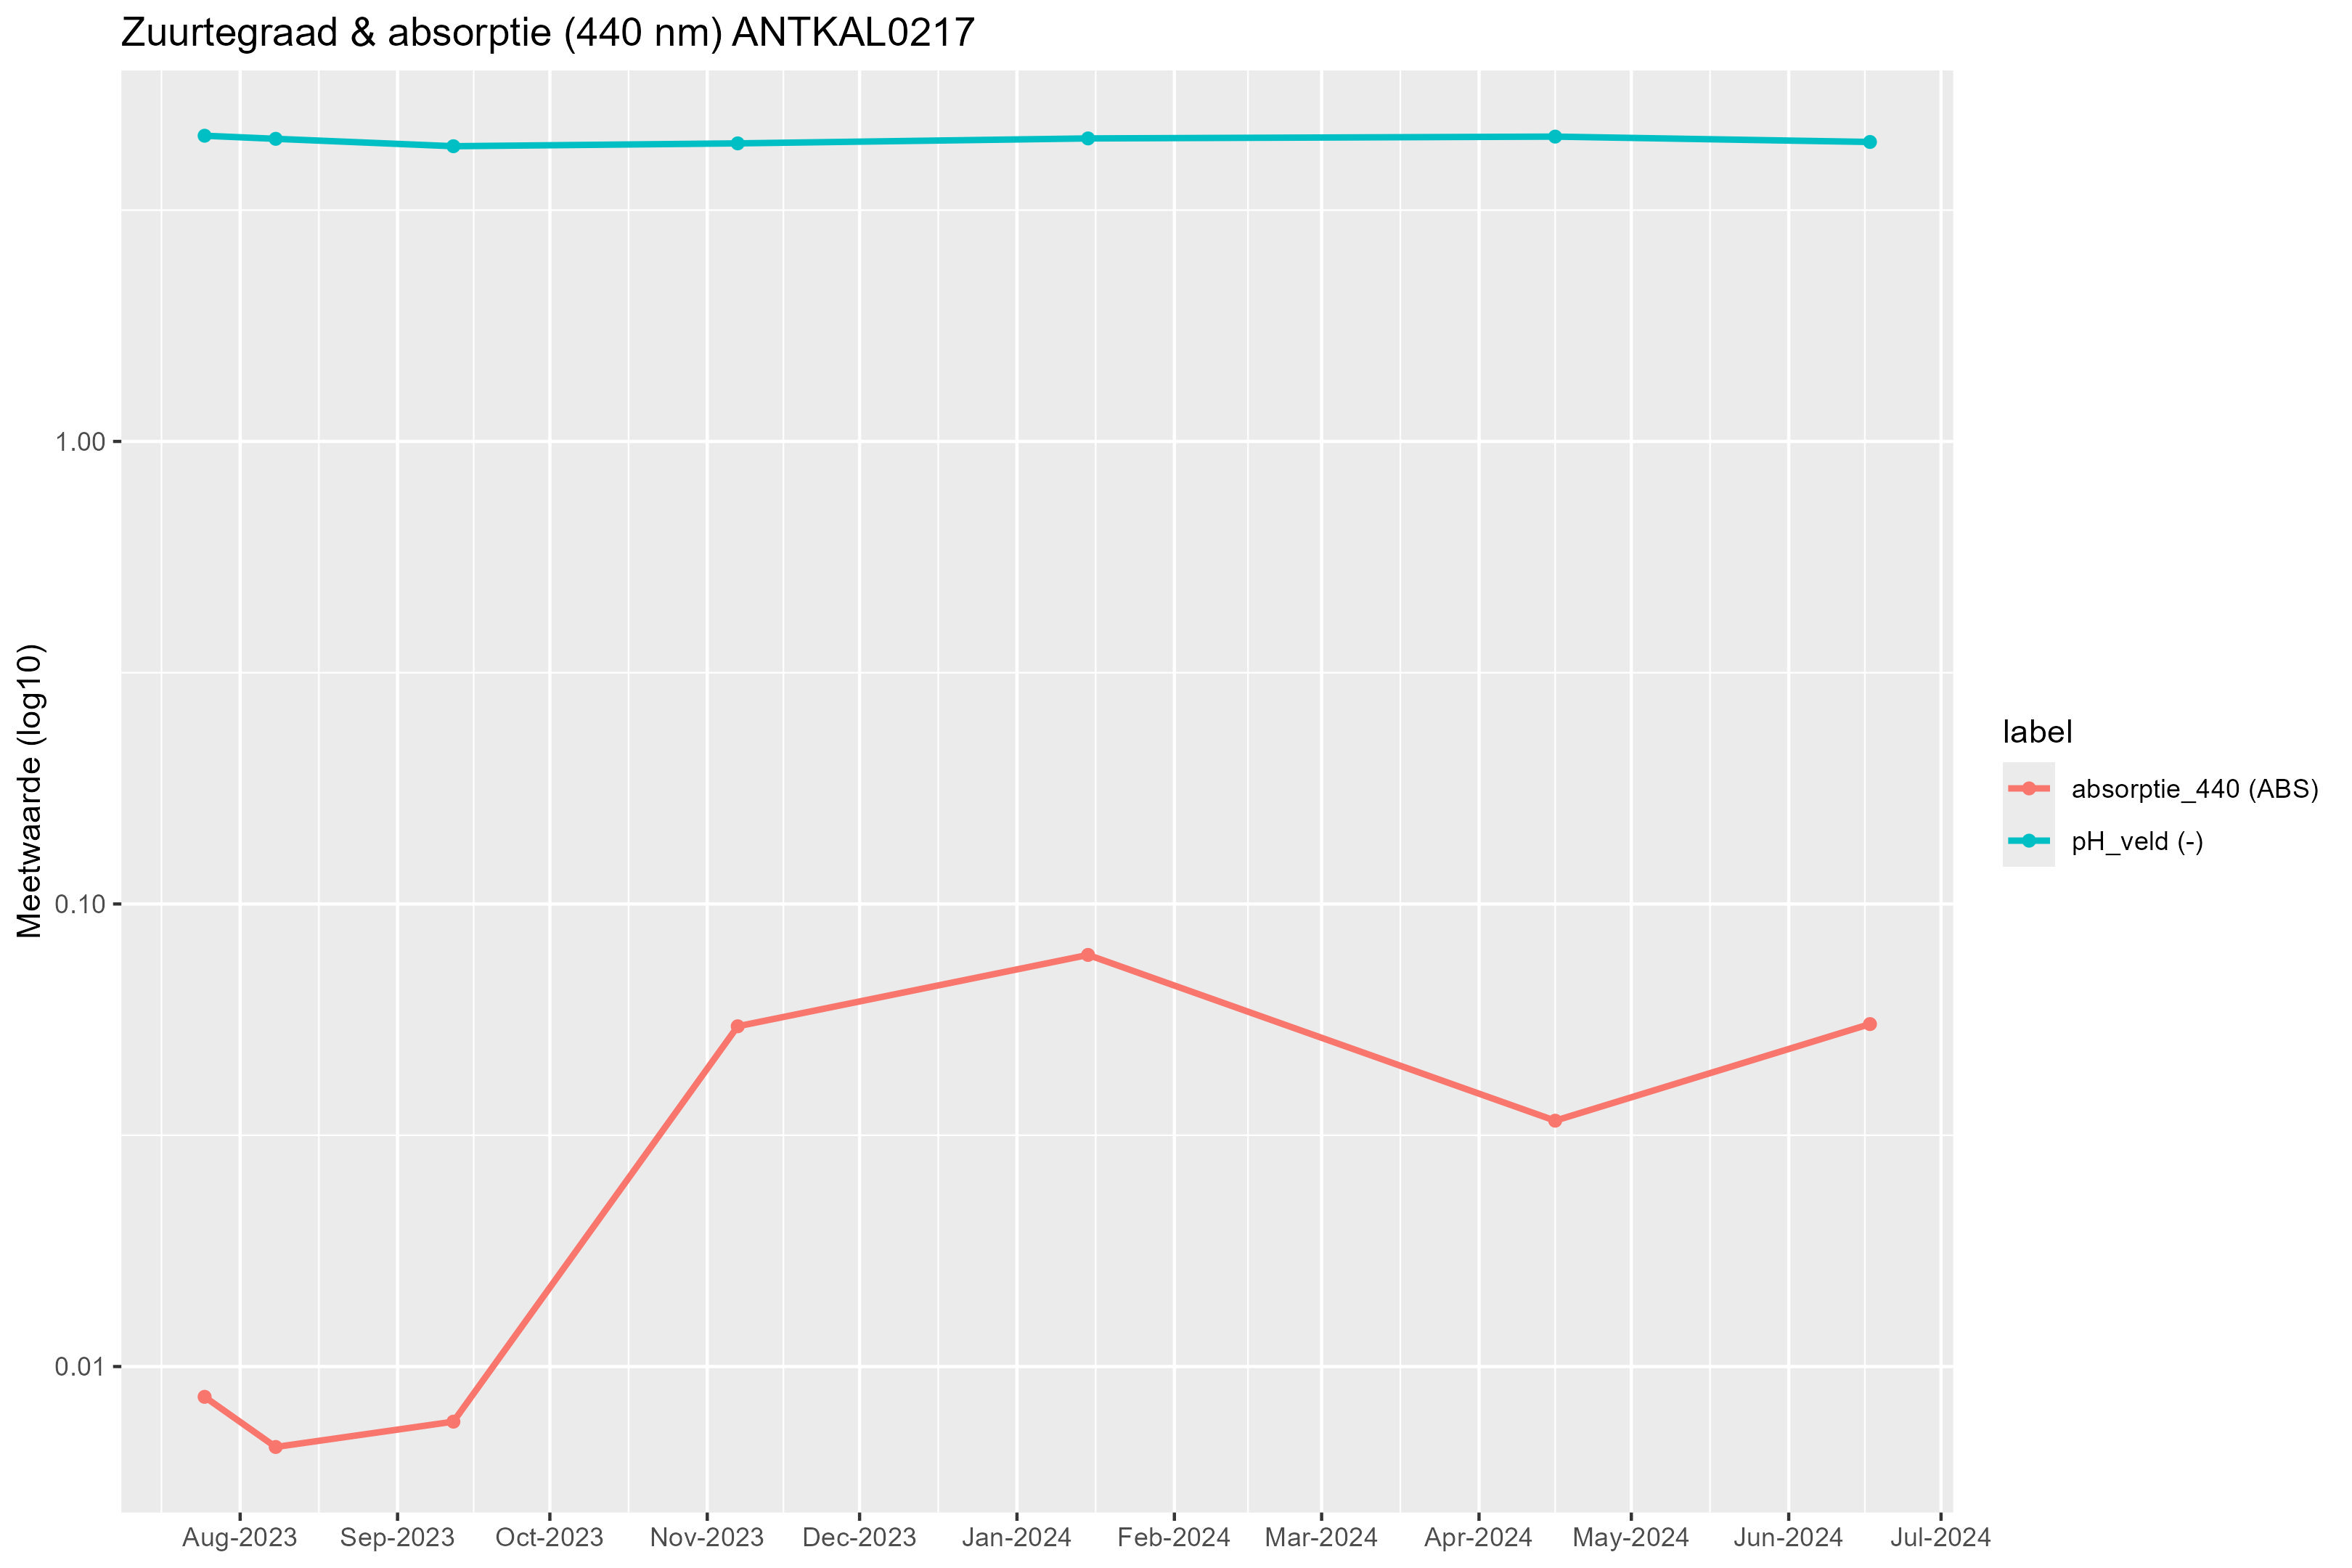 Zuurtegraad & absorptie (440 nm) ANTKAL0217
Meetwaarde (log10)
1.00
0.10
0.01
Aug-2023 Sep-2023 Oct-2023 Nov-2023 Dec-2023 Jan-2024 Feb-2024 Mar-2024 Apr-2024 May-2024 Jun-2024 Jul-2024
label
absorptie_440 (ABS)
pH_veld (-)